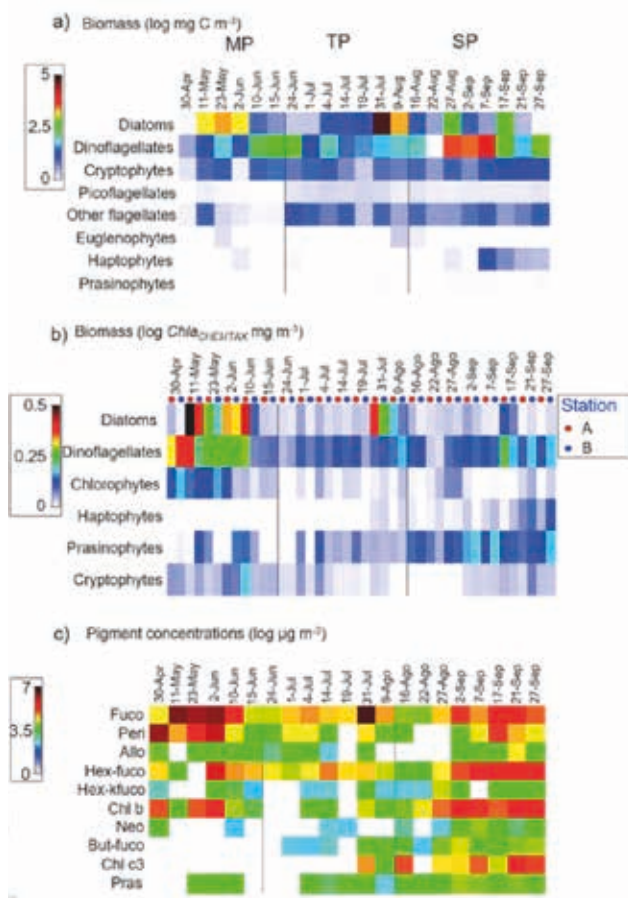 a) Biomass (log mg C m⁻³)
MP TP SP
5
2.5
0
30-Apr 11-May 23-May 2-Jun 10-Jun 15-Jun 24-Jun 1-Jul 4-Jul 14-Jul 19-Jul 31-Jul 9-Aug 16-Aug 22-Aug 27-Aug 2-Sep 7-Sep 17-Sep 21-Sep 27-Sep
Diatoms
Dinoflagellates
Cryptophytes
Picoflagellates
Other flagellates
Euglenophytes
Haptophytes
Prasinophytes
b) Biomass (log Chla CHEMTAX mg m⁻³)
0.5
0.25
0
30-Apr 11-May 23-May 2-Jun 10-Jun 15-Jun 24-Jun 1-Jul 4-Jul 14-Jul 19-Jul 31-Jul 9-Ago 16-Ago 22-Ago 27-Ago 2-Sep 7-Sep 17-Sep 21-Sep 27-Sep
Station
A
B
Diatoms
Dinoflagellates
Chlorophytes
Haptophytes
Prasinophytes
Cryptophytes
c) Pigment concentrations (log µg m⁻³)
7
3.5
0
30-Apr 11-May 23-May 2-Jun 10-Jun 15-Jun 24-Jun 1-Jul 4-Jul 14-Jul 19-Jul 31-Jul 9-Ago 16-Ago 22-Ago 27-Ago 2-Sep 7-Sep 17-Sep 21-Sep 27-Sep
Fuco
Peri
Allo
Hex-fuco
Hex-kfuco
Chl b
Neo
But-fuco
Chl c3
Pras